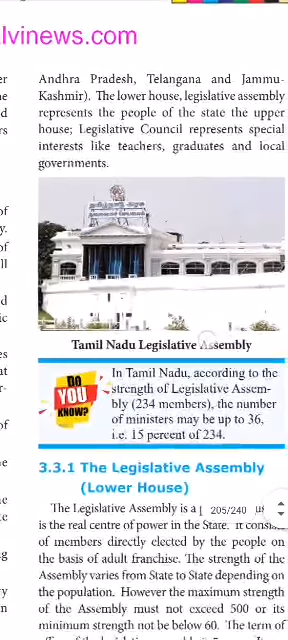 lvinews.com
Andhra Pradesh, Telangana and Jammu-
Kashmir). The lower house, legislative assembly
represents the people of the state the upper
house; Legislative Council represents special
interests like teachers, graduates and local
governments.
Tamil Nadu Legislative Assembly
DO
YOU
KNOW?
In Tamil Nadu, according to the
strength of Legislative Assem-
bly (234 members), the number
of ministers may be up to 36,
i.e. 15 percent of 234.
3.3.1 The Legislative Assembly
(Lower House)
The Legislative Assembly is a
205/240
is the real centre of power in the State. It
of members directly elected by the people on
the basis of adult franchise. The strength of the
Assembly varies from State to State depending on
the population. However the maximum strength
of the Assembly must not exceed 500 or its
minimum strength not be below 60. The term of